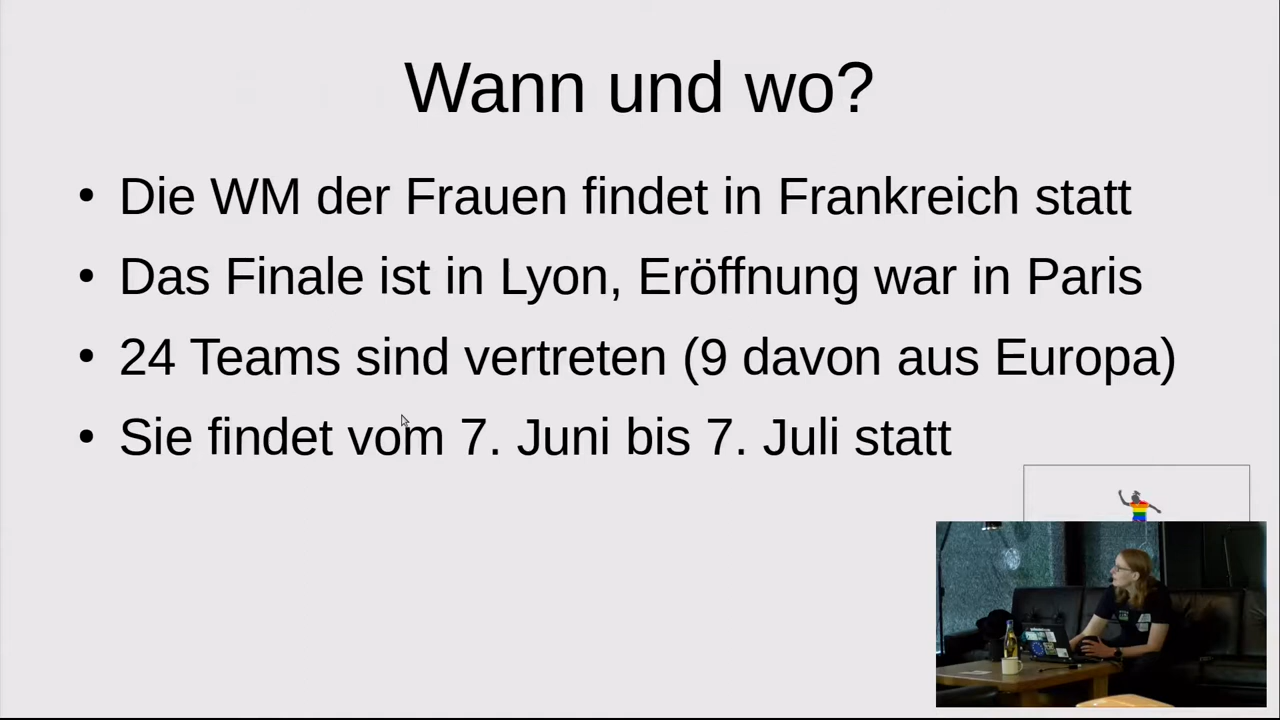 Wann und wo?
• Die WM der Frauen findet in Frankreich statt
• Das Finale ist in Lyon, Eröffnung war in Paris
• 24 Teams sind vertreten (9 davon aus Europa)
• Sie findet vom 7. Juni bis 7. Juli statt